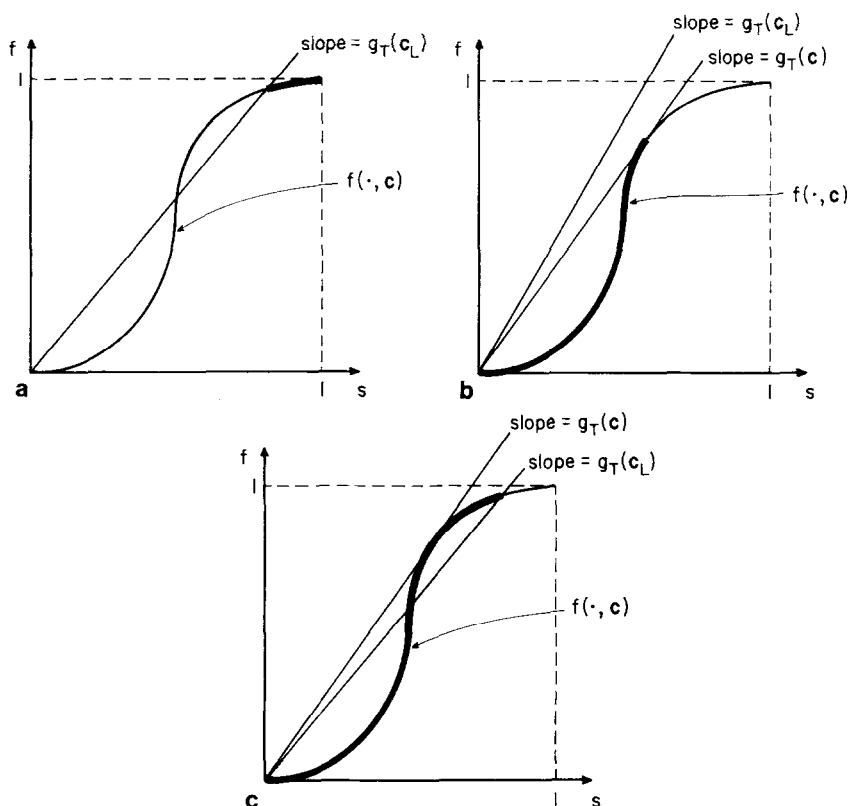 f
slope = g_T(c_L)
I
f(·, c)
I
a
s
f
slope = g_T(c_L)
slope = g_T(c)
I
f(·, c)
I
b
s
f
slope = g_T(c)
slope = g_T(c_L)
I
f(·, c)
c
s
I